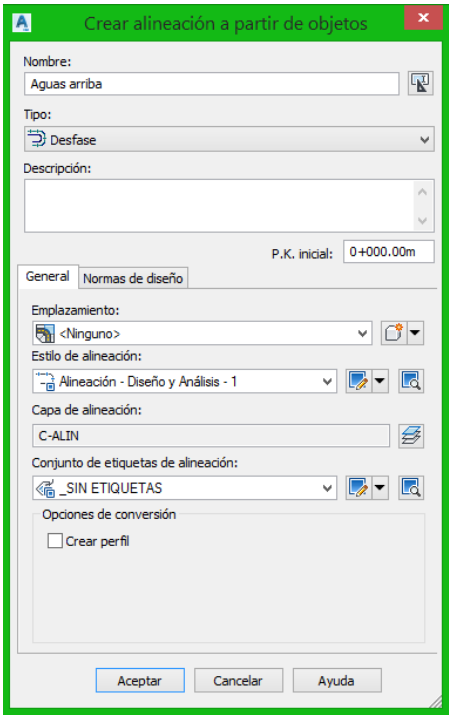 Crear alineación a partir de objetos
Nombre:
Aguas arriba
Tipo:
Desfase
Descripción:
P.K. inicial: 0+000.00m
General Normas de diseño
Emplazamiento:
<Ninguno>
Estilo de alineación:
Alineación - Diseño y Análisis - 1
Capa de alineación:
C-ALIN
Conjunto de etiquetas de alineación:
_SIN ETIQUETAS
Opciones de conversión
Crear perfil
Aceptar Cancelar Ayuda